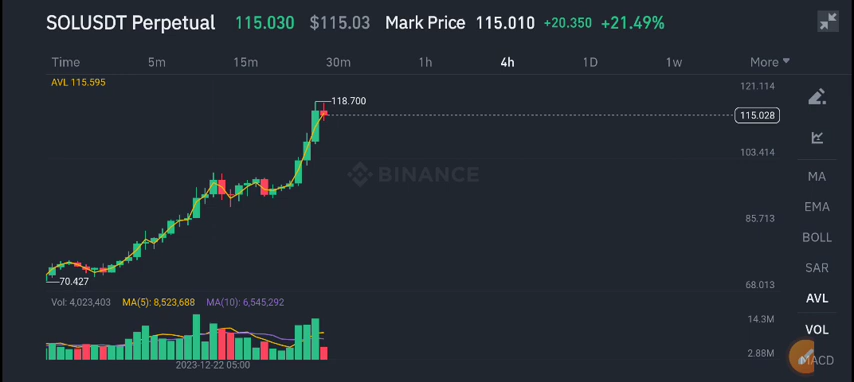 SOLUSDT Perpetual 115.030 $115.03 Mark Price 115.010 +20.350 +21.49%
Time 5m 15m 30m 1h 4h 1D 1w More
AVL 115.595
121.114
118.700
115.028
103.414
BINANCE
MA
EMA
85.713
BOLL
SAR
70.427
68.013
AVL
Vol: 4,023,403 MA(5): 8,523,688 MA(10): 6,545,292
14.3M
VOL
2.88M
MACD
2023-12-22 05:00